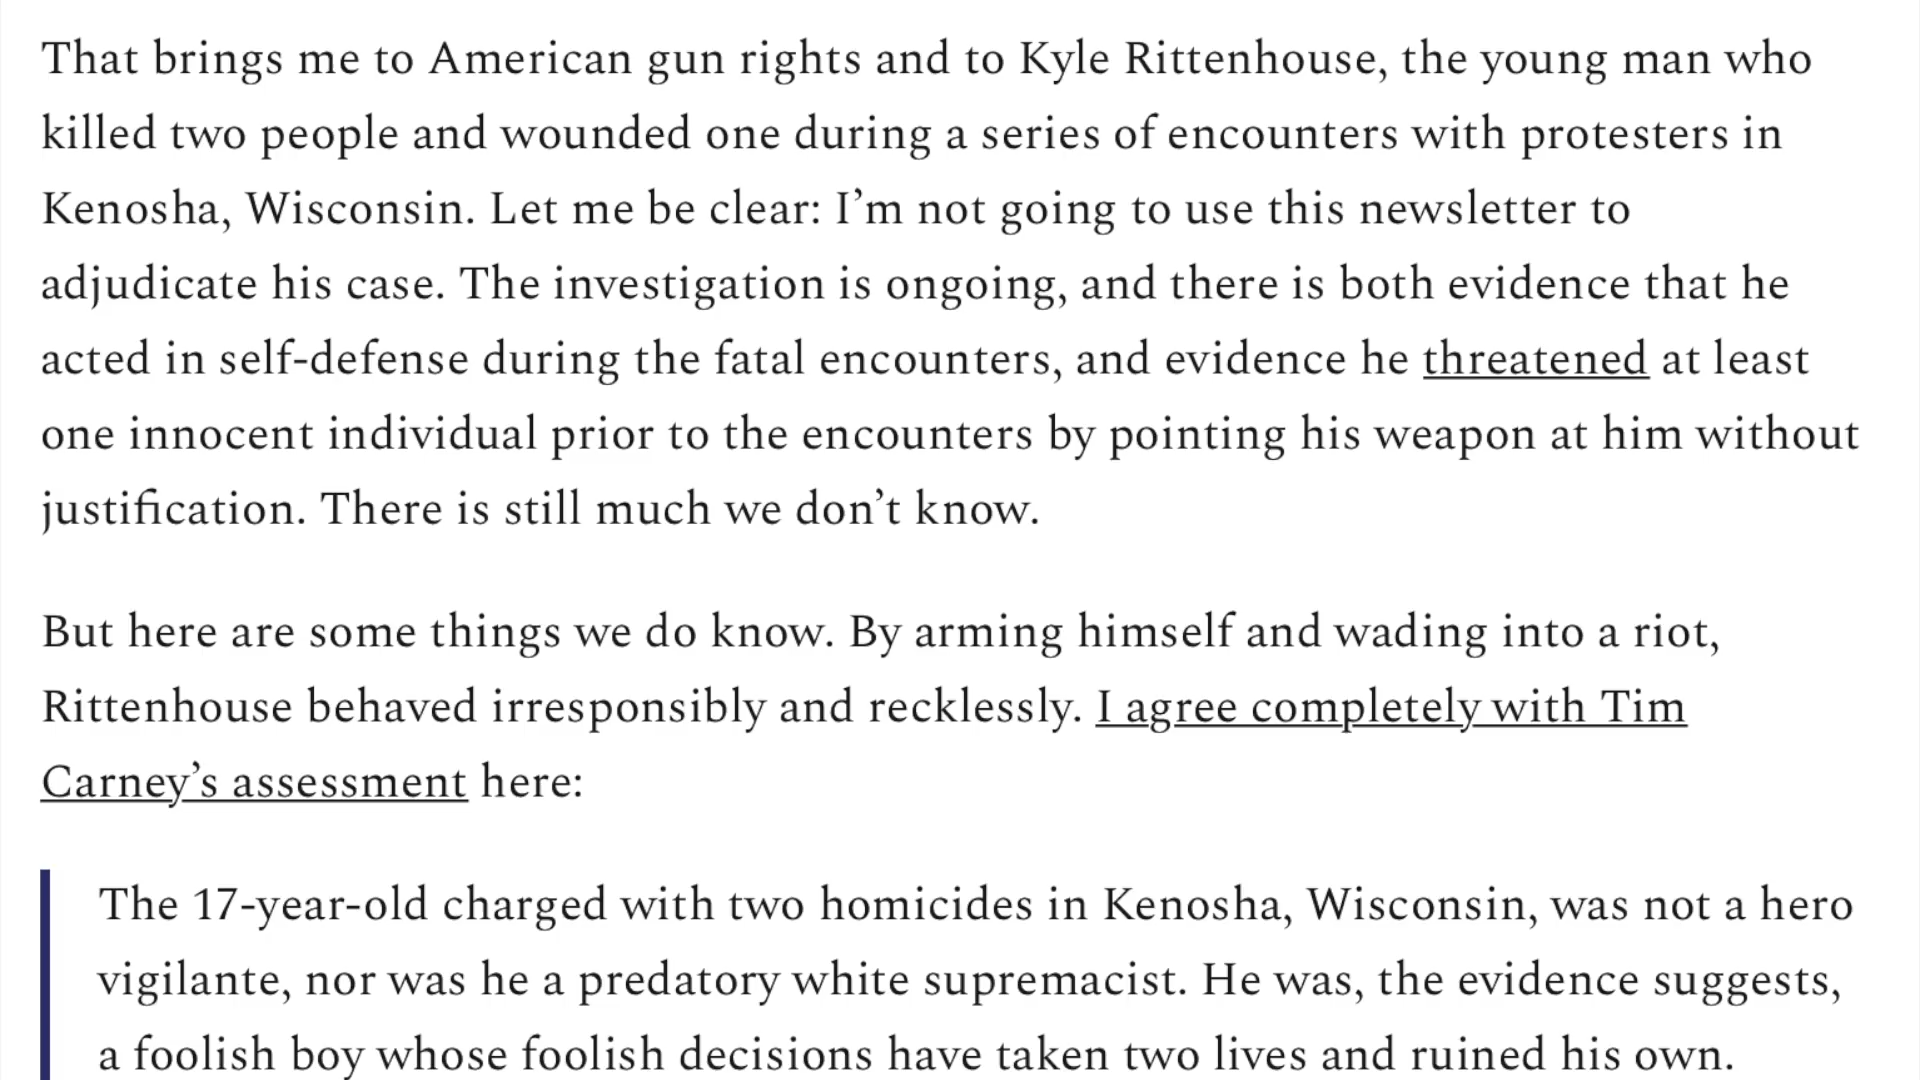 That brings me to American gun rights and to Kyle Rittenhouse, the young man who
killed two people and wounded one during a series of encounters with protesters in
Kenosha, Wisconsin. Let me be clear: I’m not going to use this newsletter to
adjudicate his case. The investigation is ongoing, and there is both evidence that he
acted in self-defense during the fatal encounters, and evidence he threatened at least
one innocent individual prior to the encounters by pointing his weapon at him without
justification. There is still much we don’t know.
But here are some things we do know. By arming himself and wading into a riot,
Rittenhouse behaved irresponsibly and recklessly. I agree completely with Tim
Carney’s assessment here:
The 17-year-old charged with two homicides in Kenosha, Wisconsin, was not a hero
vigilante, nor was he a predatory white supremacist. He was, the evidence suggests,
a foolish boy whose foolish decisions have taken two lives and ruined his own.